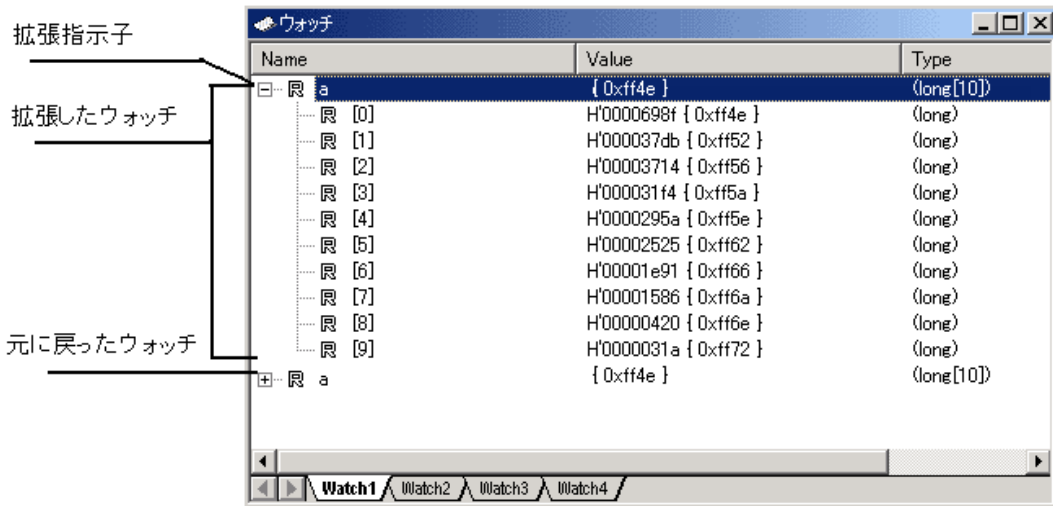 拡張指示子
拡張したウォッチ
元に戻ったウォッチ
ウォッチ
Name Value Type
R a { 0xff4e } (long[10])
R [0] H'0000698f { 0xff4e } (long)
R [1] H'000037db { 0xff52 } (long)
R [2] H'00003714 { 0xff56 } (long)
R [3] H'000031f4 { 0xff5a } (long)
R [4] H'0000295a { 0xff5e } (long)
R [5] H'00002525 { 0xff62 } (long)
R [6] H'00001e91 { 0xff66 } (long)
R [7] H'00001586 { 0xff6a } (long)
R [8] H'00000420 { 0xff6e } (long)
R [9] H'0000031a { 0xff72 } (long)
R a { 0xff4e } (long[10])
Watch1 Watch2 Watch3 Watch4